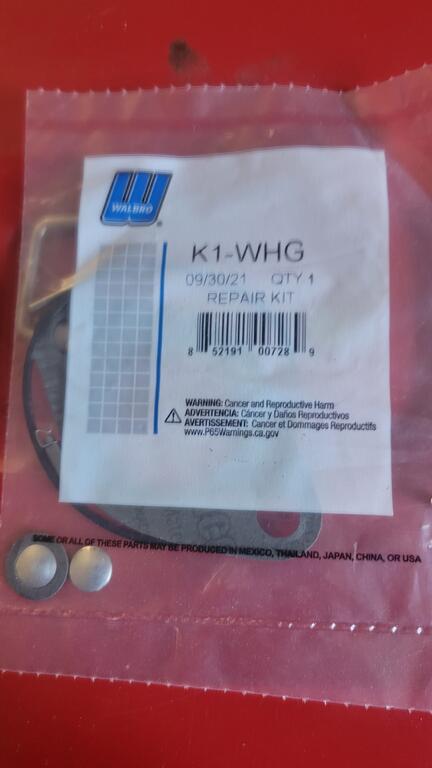 WALBRO
®
K1-WHG
09/30/21 QTY 1
REPAIR KIT
8 52191 00728 9
WARNING: Cancer and Reproductive Harm
ADVERTENCIA: Cáncer y Daños Reproductivos
AVERTISSEMENT: Cancer et Dommages Reproductifs
www.P65Warnings.ca.gov
SOME OR ALL OF THESE PARTS MAY BE PRODUCED IN MEXICO, THAILAND, JAPAN, CHINA, OR USA